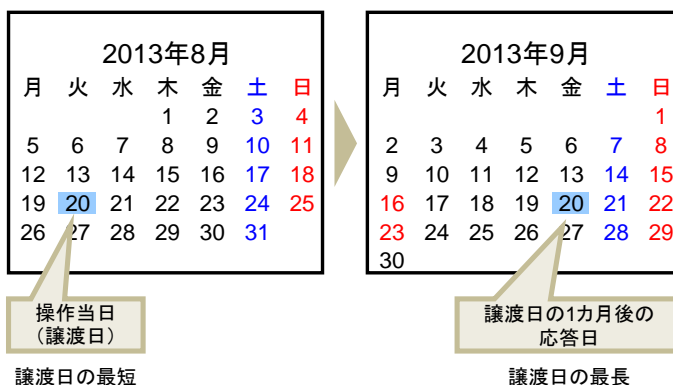 2013年8月
月 火 水 木 金 土 日
1 2 3 4
5 6 7 8 9 10 11
12 13 14 15 16 17 18
19 20 21 22 23 24 25
26 27 28 29 30 31
操作当日
（譲渡日）
譲渡日の最短
2013年9月
月 火 水 木 金 土 日
1
2 3 4 5 6 7 8
9 10 11 12 13 14 15
16 17 18 19 20 21 22
23 24 25 26 27 28 29
30
譲渡日の1カ月後の
応答日
譲渡日の最長